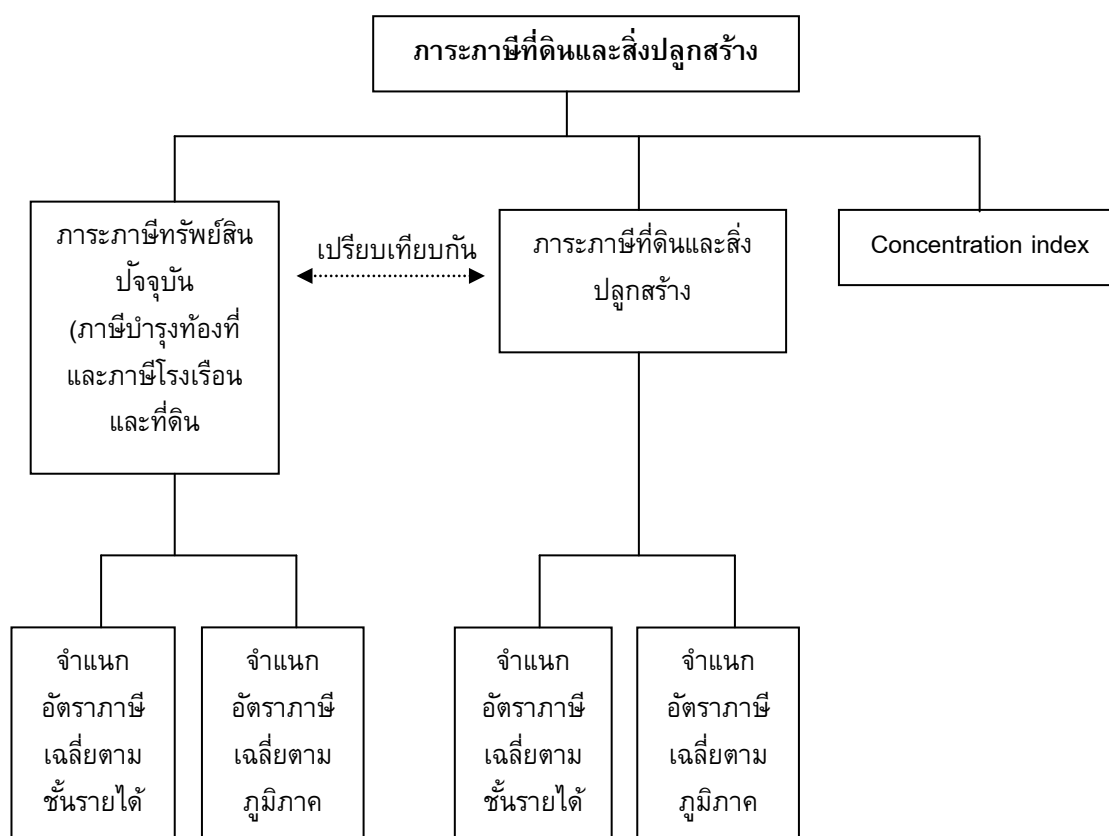 ภาระภาษีที่ดินและสิ่งปลูกสร้าง
ภาระภาษีทรัพย์สิน
ปัจจุบัน
(ภาษีบำรุงท้องที่
และภาษีโรงเรือน
และที่ดิน
เปรียบเทียบกัน
ภาระภาษีที่ดินและสิ่ง
ปลูกสร้าง
Concentration index
จำแนก
อัตราภาษี
เฉลี่ยตาม
ชั้นรายได้
จำแนก
อัตราภาษี
เฉลี่ยตาม
ภูมิภาค
จำแนก
อัตราภาษี
เฉลี่ยตาม
ชั้นรายได้
จำแนก
อัตราภาษี
เฉลี่ยตาม
ภูมิภาค